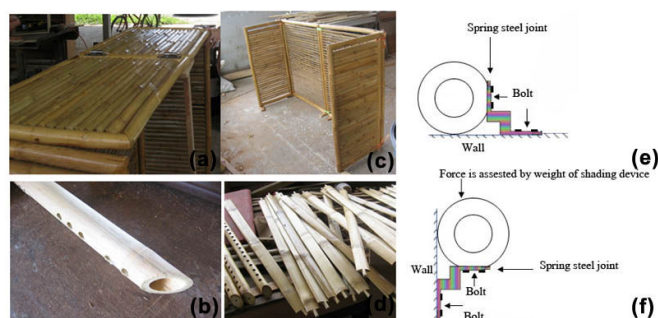 (a)
(c)
Spring steel joint
Bolt
Wall
(e)
(b)
(d)
Force is assested by weight of shading device
Wall
Spring steel joint
Bolt
Bolt
(f)